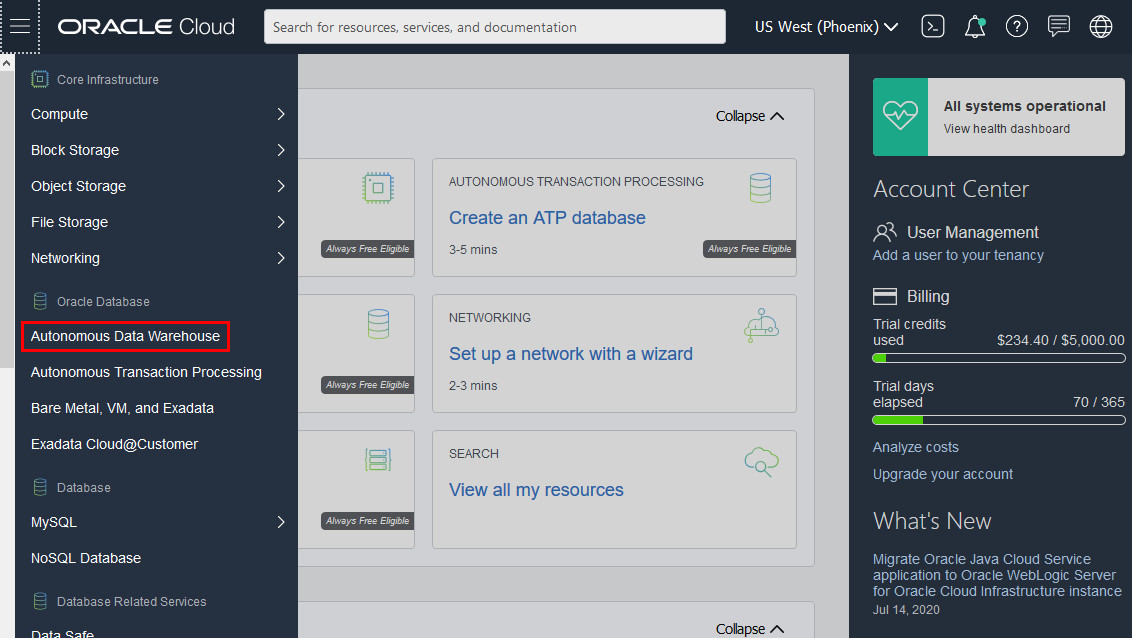 ORACLE Cloud
Search for resources, services, and documentation
US West (Phoenix)
Core Infrastructure
Compute
Block Storage
Object Storage
File Storage
Networking
Oracle Database
Autonomous Data Warehouse
Autonomous Transaction Processing
Bare Metal, VM, and Exadata
Exadata Cloud@Customer
Database
MySQL
NoSQL Database
Database Related Services
Data Safe
Collapse
Always Free Eligible
AUTONOMOUS TRANSACTION PROCESSING
Create an ATP database
3-5 mins
Always Free Eligible
Always Free Eligible
NETWORKING
Set up a network with a wizard
2-3 mins
Always Free Eligible
SEARCH
View all my resources
Collapse
All systems operational
View health dashboard
Account Center
User Management
Add a user to your tenancy
Billing
Trial credits
used
$234.40 / $5,000.00
Trial days
elapsed
70 / 365
Analyze costs
Upgrade your account
What's New
Migrate Oracle Java Cloud Service
application to Oracle WebLogic Server
for Oracle Cloud Infrastructure instance
Jul 14, 2020